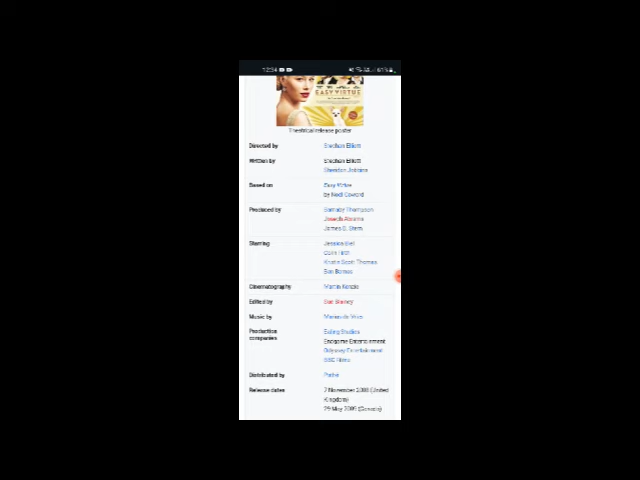 12:34
EASY VIRTUE
Theatrical release poster
Directed by Stephan Elliott
Written by Stephan Elliott
Sheridan Jobbins
Based on Easy Virtue
by Noël Coward
Produced by Barnaby Thompson
Joseph Abrams
James D. Stern
Starring Jessica Biel
Colin Firth
Kristin Scott Thomas
Ben Barnes
Cinematography Martin Kenzie
Edited by Sue Blainey
Music by Marius de Vries
Production Ealing Studios
companies Endgame Entertainment
Odyssey Entertainment
BBC Films
Distributed by Pathé
Release dates 7 November 2008 (United
Kingdom)